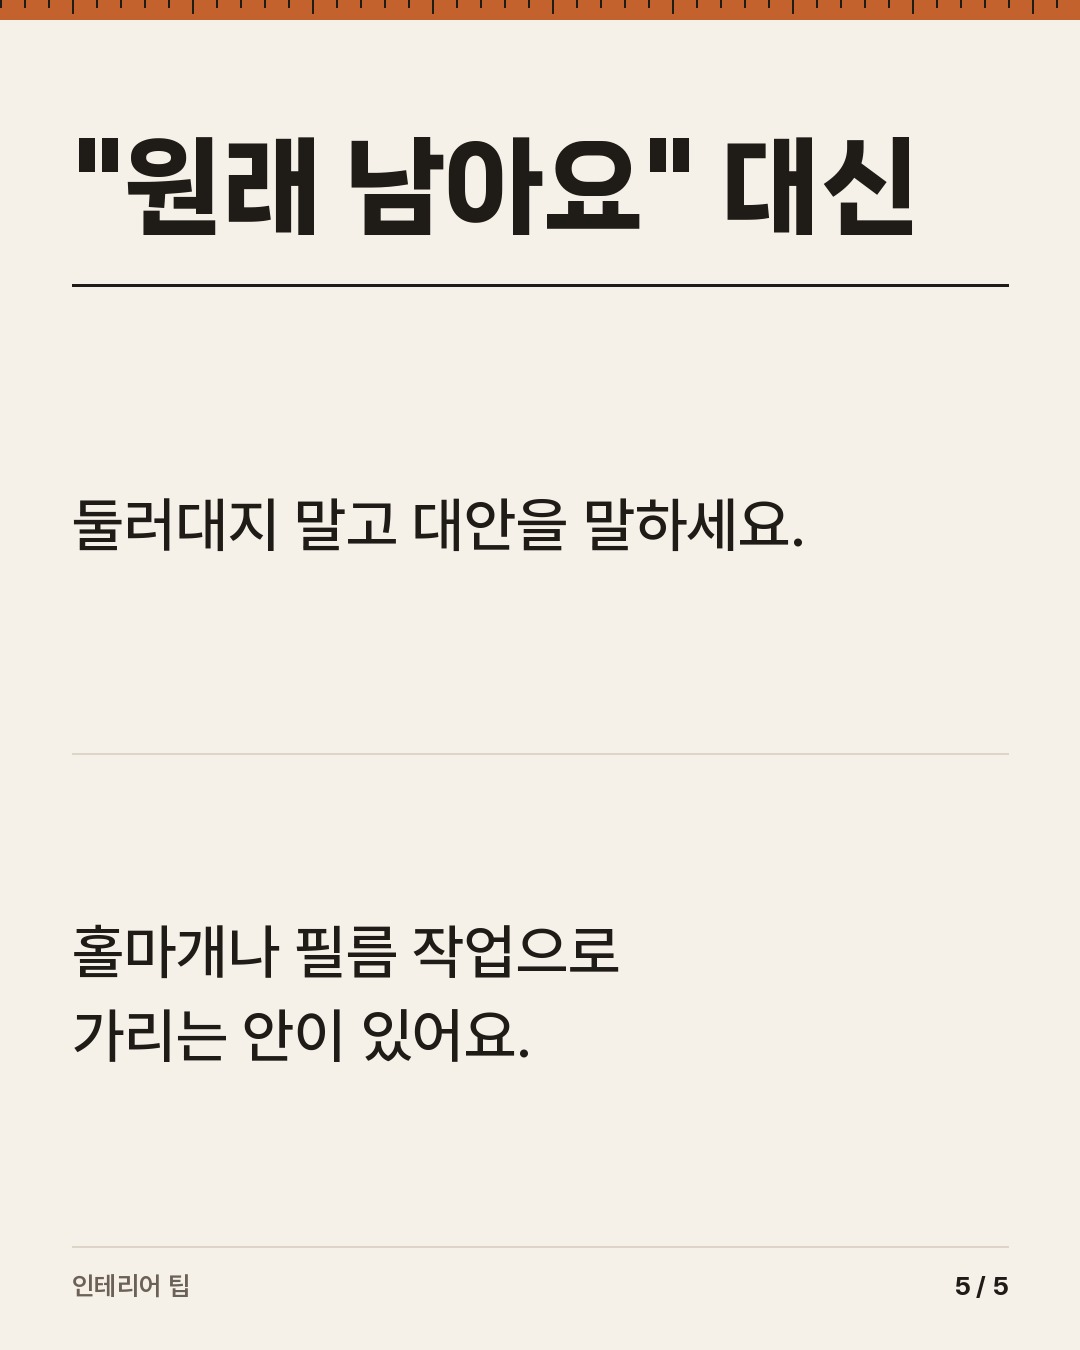 "원래 남아요" 대신
둘러대지 말고 대안을 말하세요.
홀마개나 필름 작업으로
가리는 안이 있어요.
인테리어 팁
5 / 5